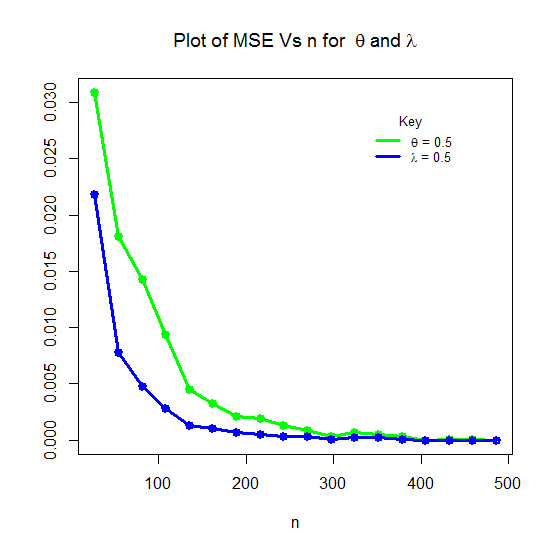 Plot of MSE Vs n for θ and λ
Key
θ = 0.5
λ = 0.5
0.030
0.025
0.020
0.015
0.010
0.005
0.000
100 200 300 400 500
n